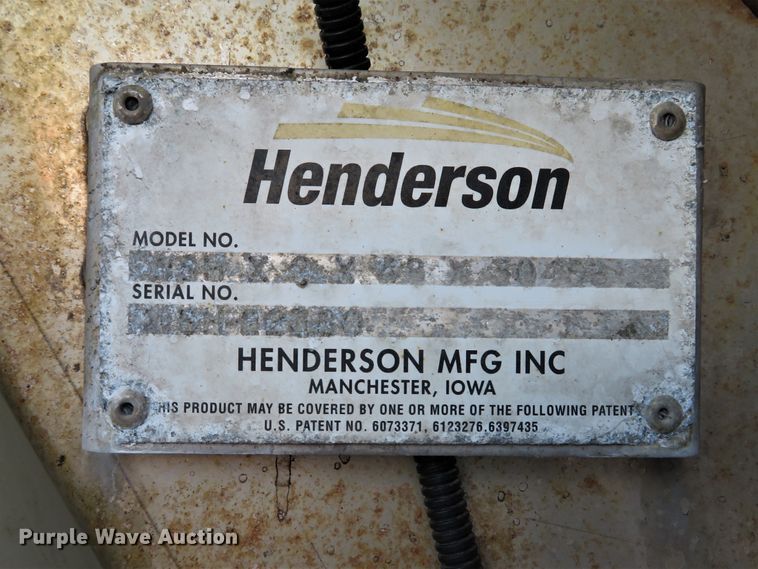 Henderson
MODEL NO.
SERIAL NO.
HENDERSON MFG INC
MANCHESTER, IOWA
HIS PRODUCT MAY BE COVERED BY ONE OR MORE OF THE FOLLOWING PATENT
U.S. PATENT NO. 6073371, 6123276.6397435
Purple Wave Auction